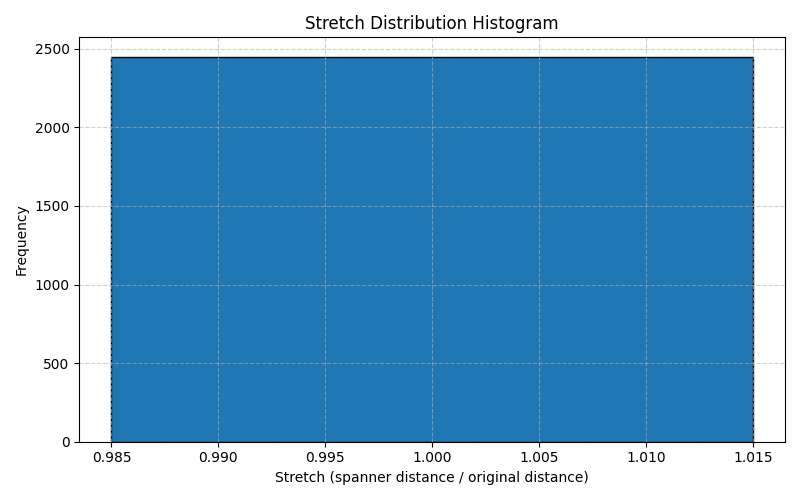 Stretch Distribution Histogram
2500
2000
1500
1000
500
0
Frequency
0.985 0.990 0.995 1.000 1.005 1.010 1.015
Stretch (spanner distance / original distance)